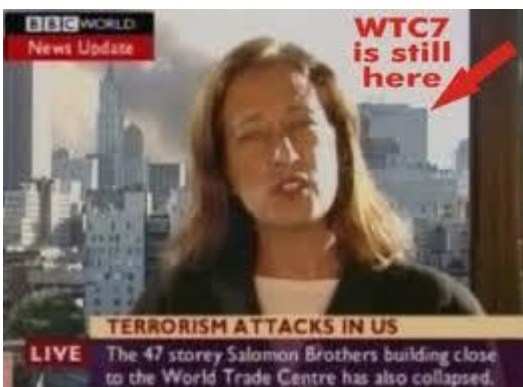 BBC WORLD
News Update
WTC7
is still
here
TERRORISM ATTACKS IN US
LIVE
The 47 storey Salomon Brothers building close
to the World Trade Centre has also collapsed.